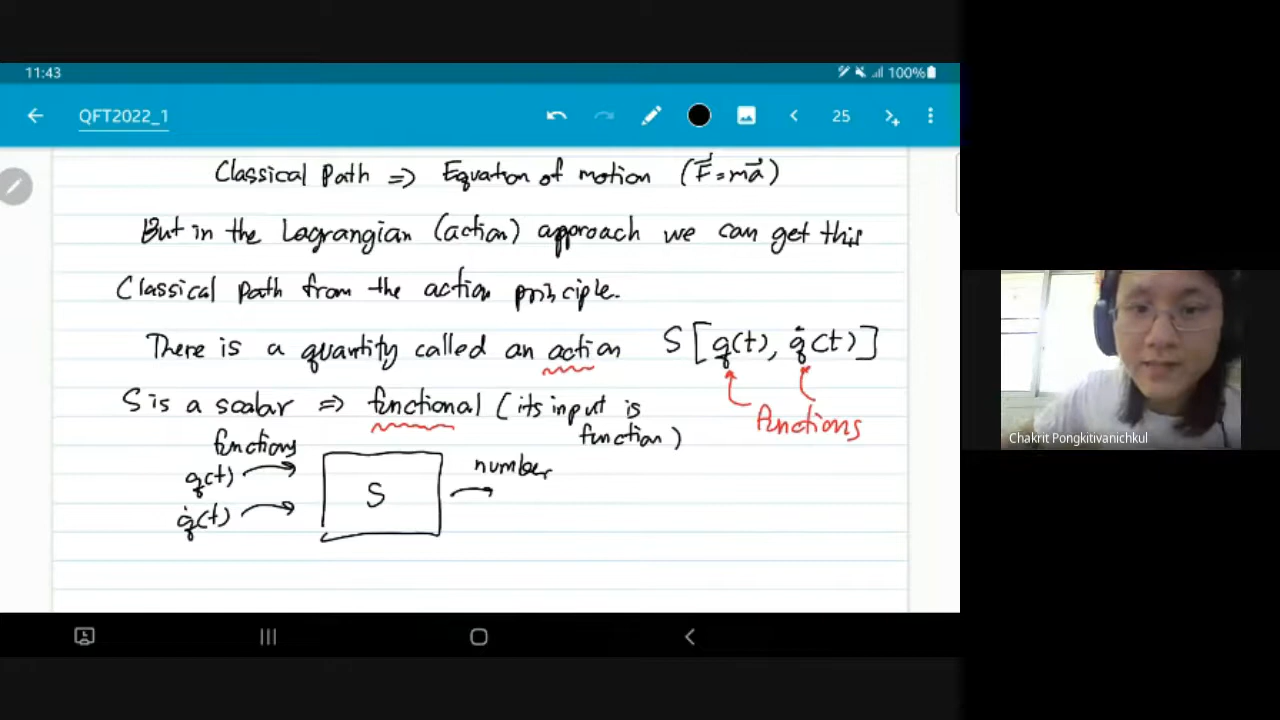 11:43
100%
QFT2022_1
25
Classical Path ⇒ Equation of motion (F⃗ = ma⃗)
But in the Lagrangian (action) approach we can get this
Classical path from the action principle.
There is a quantity called an action S[q(t), q̇(t)]
S is a scalar ⇒ functional (its input is
function)
functions
functions
q(t)
S
number
q̇(t)
Chakrit Pongkitivanichkul